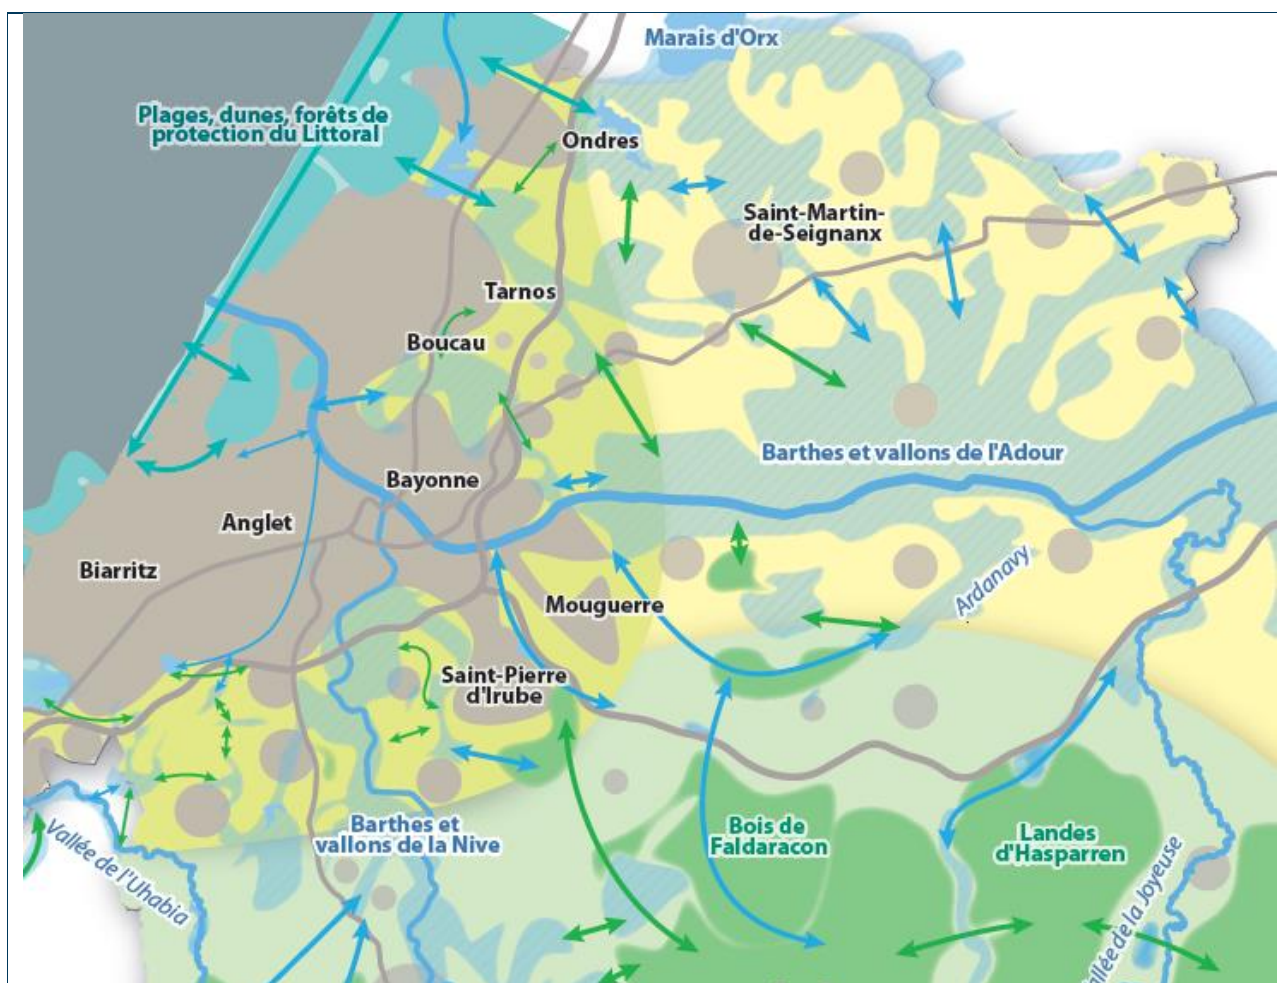 Marais d'Orx
Plages, dunes, forêts de
protection du Littoral
Ondres
Saint-Martin-
de-Seignanx
Tarnos
Boucau
Barthes et vallons de l'Adour
Bayonne
Anglet
Biarritz
Ardanavy
Mouguerre
Saint-Pierre
d'Irube
Barthes et
vallons de la Nive
Bois de
Faldaracon
Landes
d'Hasparren
Vallée de l'Uhabia
allée de la Joyeuse